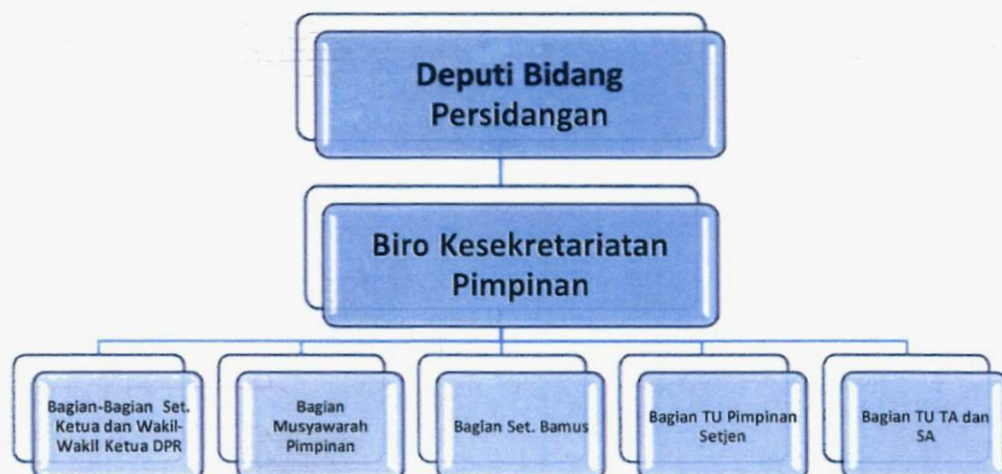 Deputi Bidang
Persidangan
Biro Kesekretariatan
Pimpinan
Bagian-Bagian Set.
Ketua dan Wakil-
Wakil Ketua DPR
Bagian
Musyawarah
Pimpinan
Bagian Set. Bamus
Bagian TU Pimpinan
Setjen
Bagian TU TA dan
SA